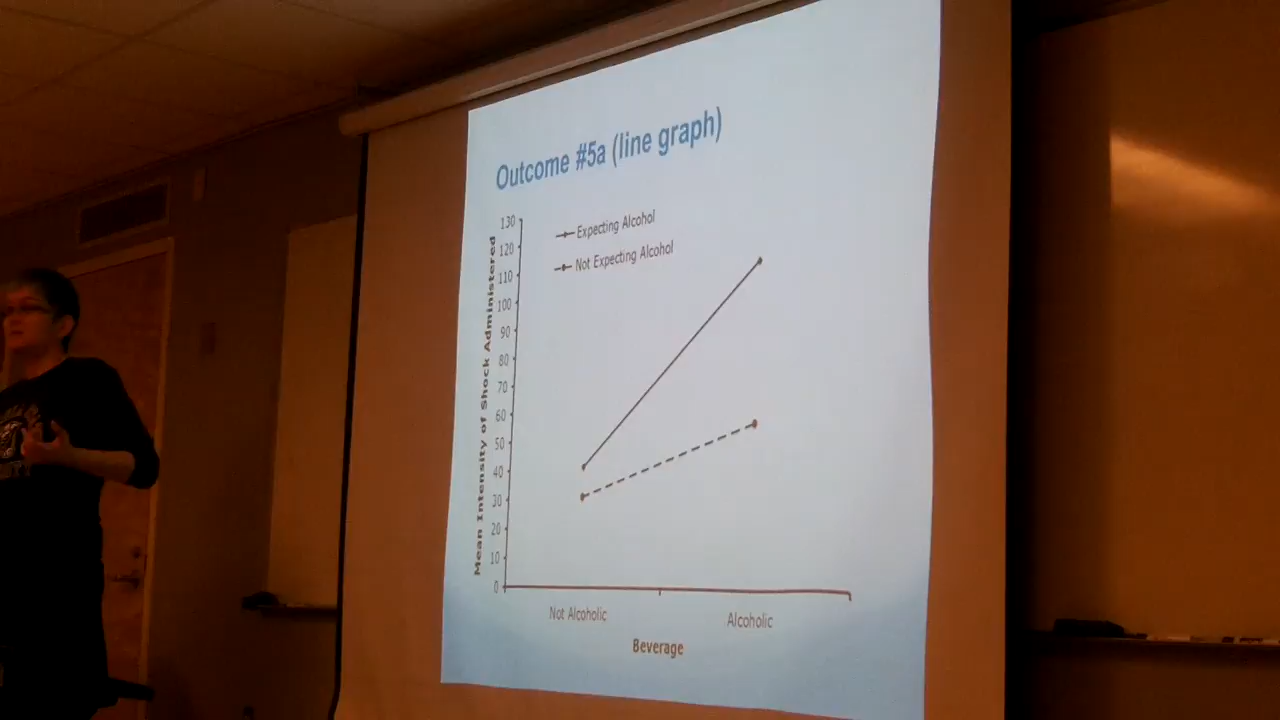 Outcome #5a (line graph)
Expecting Alcohol
Not Expecting Alcohol
Mean Intensity of Shock Administered
130
120
110
100
90
80
70
60
50
40
30
20
10
0
Not Alcoholic
Alcoholic
Beverage